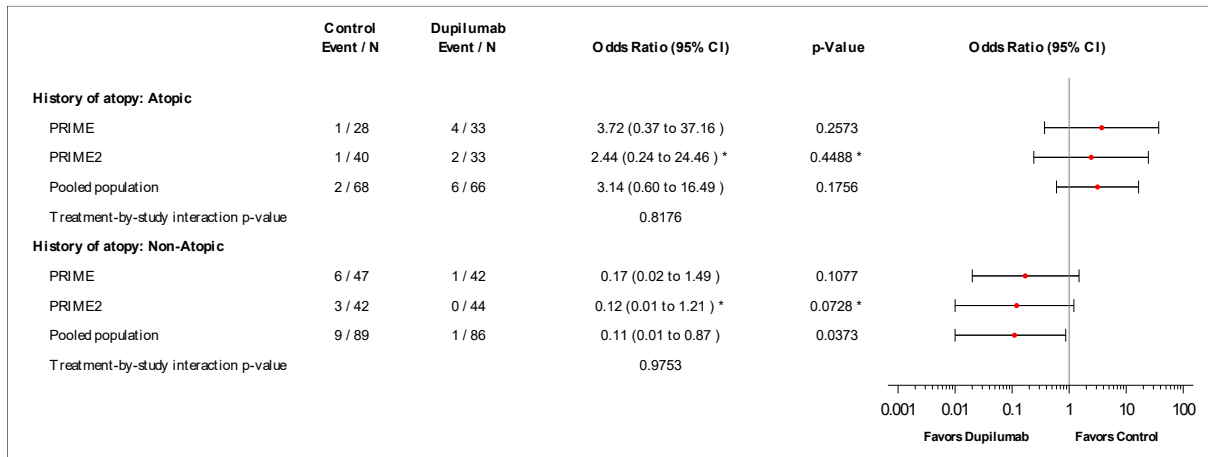 Control Dupilumab
Event / N Event / N Odds Ratio (95% CI) p-Value Odds Ratio (95% CI)
History of atopy: Atopic
PRIME 1 / 28 4 / 33 3.72 (0.37 to 37.16 ) 0.2573
PRIME2 1 / 40 2 / 33 2.44 (0.24 to 24.46 ) * 0.4488 *
Pooled population 2 / 68 6 / 66 3.14 (0.60 to 16.49 ) 0.1756
Treatment-by-study interaction p-value 0.8176
History of atopy: Non-Atopic
PRIME 6 / 47 1 / 42 0.17 (0.02 to 1.49 ) 0.1077
PRIME2 3 / 42 0 / 44 0.12 (0.01 to 1.21 ) * 0.0728 *
Pooled population 9 / 89 1 / 86 0.11 (0.01 to 0.87 ) 0.0373
Treatment-by-study interaction p-value 0.9753
0.001 0.01 0.1 1 10 100
Favors Dupilumab Favors Control